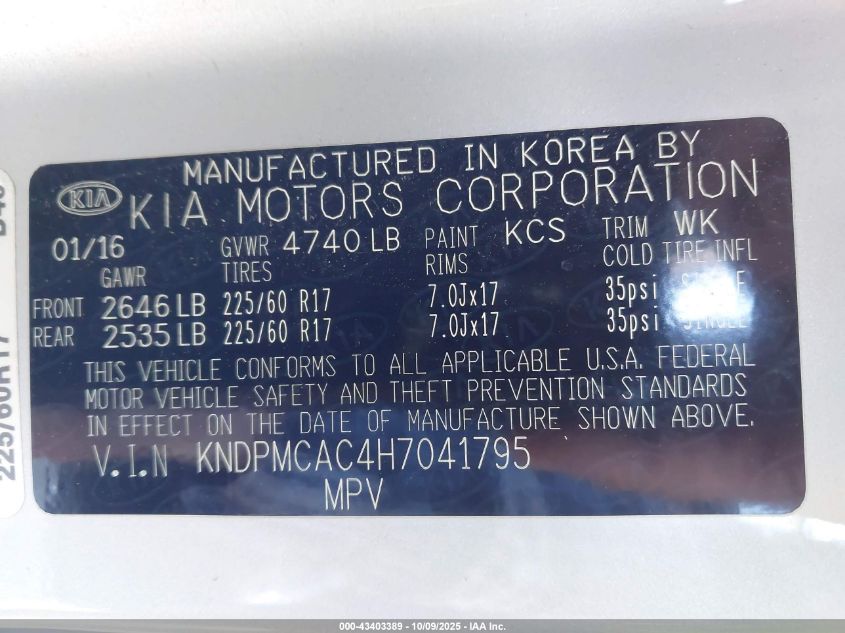 MANUFACTURED IN KOREA BY
KIA KIA MOTORS CORPORATION
01/16 GVWR 4740 LB PAINT KCS TRIM WK
GAWR TIRES RIMS COLD TIRE INFL
FRONT 2646 LB 225/60 R17 7.0Jx17 35psi SINGLE
REAR 2535 LB 225/60 R17 7.0Jx17 35psi SINGLE
THIS VEHICLE CONFORMS TO ALL APPLICABLE U.S.A. FEDERAL
MOTOR VEHICLE SAFETY AND THEFT PREVENTION STANDARDS
IN EFFECT ON THE DATE OF MANUFACTURE SHOWN ABOVE.
V.I.N KNDPMCAC4H7041795
MPV
225/60R17
000-43403389 - 10/09/2025 - IAA Inc.